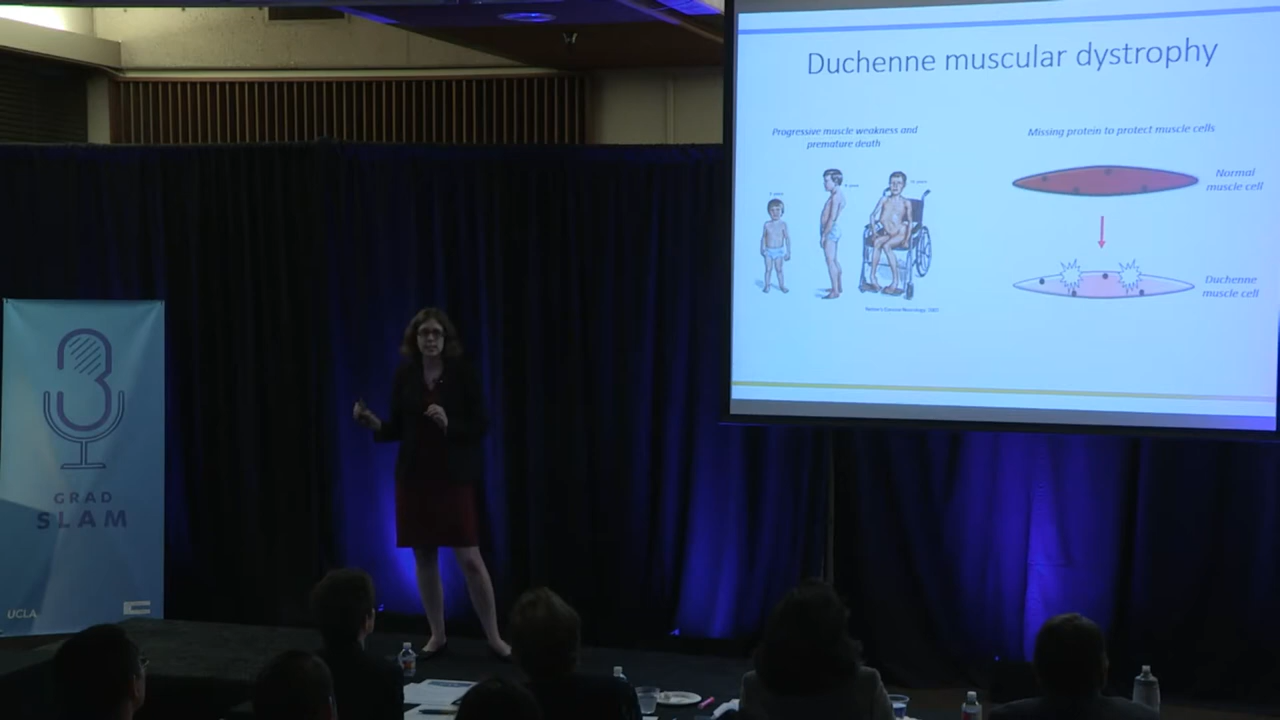 Duchenne muscular dystrophy
Progressive muscle weakness and
premature death
Missing protein to protect muscle cells
Normal
muscle cell
Duchenne
muscle cell
GRAD
SLAM
UCLA